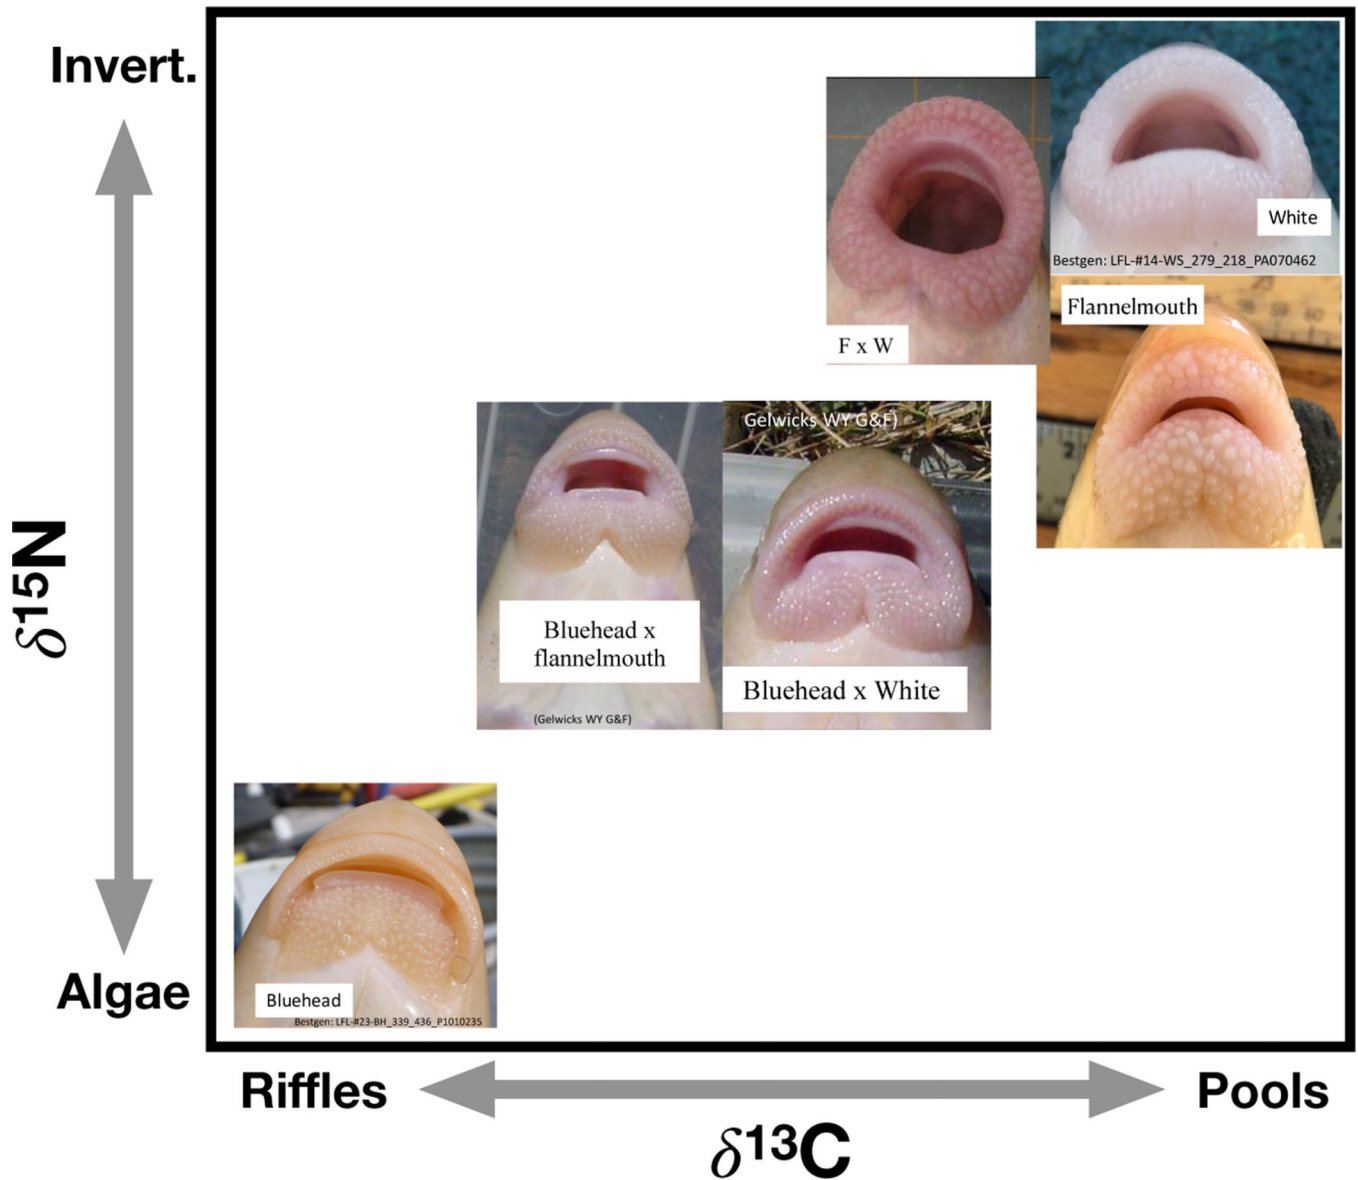 Invert.
White
Bestgen: LFL-#14-WS_279_218_PA070462
Flannelmouth
F x W
(Gelwicks WY G&F)
δ15N
Bluehead x
flannelmouth
Bluehead x White
(Gelwicks WY G&F)
Algae
Bluehead
Bestgen: LFL-#23-BH_339_436_P1010235
Riffles
Pools
δ13C